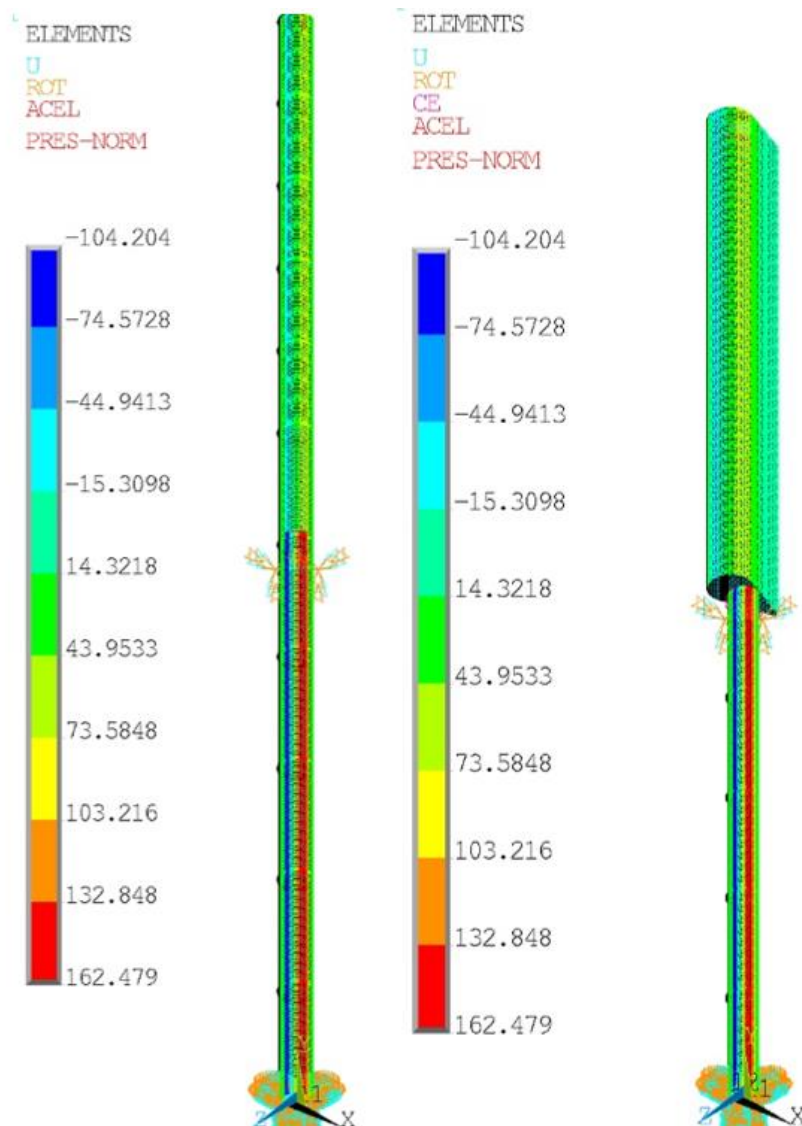 ELEMENTS
U
ROT
ACEL
PRES-NORM
-104.204
-74.5728
-44.9413
-15.3098
14.3218
43.9533
73.5848
103.216
132.848
162.479
Z
X
ELEMENTS
U
ROT
CE
ACEL
PRES-NORM
-104.204
-74.5728
-44.9413
-15.3098
14.3218
43.9533
73.5848
103.216
132.848
162.479
Z
X